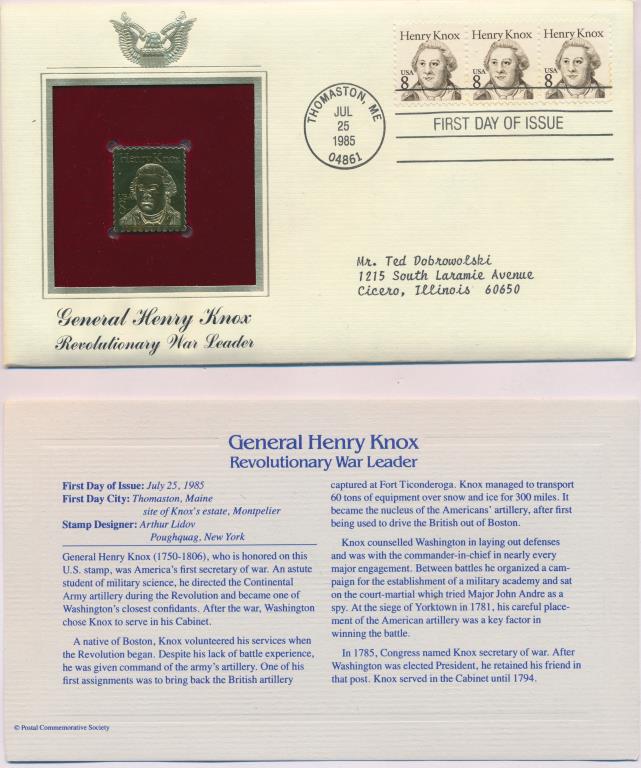 Henry Knox Henry Knox Henry Knox
USA 8 USA 8 USA 8
THOMASTON, ME
JUL
25
1985
04861
FIRST DAY OF ISSUE
Henry Knox
Mr. Ted Dobrowolski
1215 South Laramie Avenue
Cicero, Illinois 60650
General Henry Knox
Revolutionary War Leader
General Henry Knox
Revolutionary War Leader
First Day of Issue: July 25, 1985
First Day City: Thomaston, Maine
site of Knox's estate, Montpelier
Stamp Designer: Arthur Lidov
Poughquag, New York
General Henry Knox (1750-1806), who is honored on this
U.S. stamp, was America's first secretary of war. An astute
student of military science, he directed the Continental
Army artillery during the Revolution and became one of
Washington's closest confidants. After the war, Washington
chose Knox to serve in his Cabinet.
A native of Boston, Knox volunteered his services when
the Revolution began. Despite his lack of battle experience,
he was given command of the army's artillery. One of his
first assignments was to bring back the British artillery
captured at Fort Ticonderoga. Knox managed to transport
60 tons of equipment over snow and ice for 300 miles. It
became the nucleus of the Americans' artillery, after first
being used to drive the British out of Boston.
Knox counselled Washington in laying out defenses
and was with the commander-in-chief in nearly every
major engagement. Between battles he organized a cam-
paign for the establishment of a military academy and sat
on the court-martial which tried Major John Andre as a
spy. At the siege of Yorktown in 1781, his careful place-
ment of the American artillery was a key factor in
winning the battle.
In 1785, Congress named Knox secretary of war. After
Washington was elected President, he retained his friend in
that post. Knox served in the Cabinet until 1794.
© Postal Commemorative Society